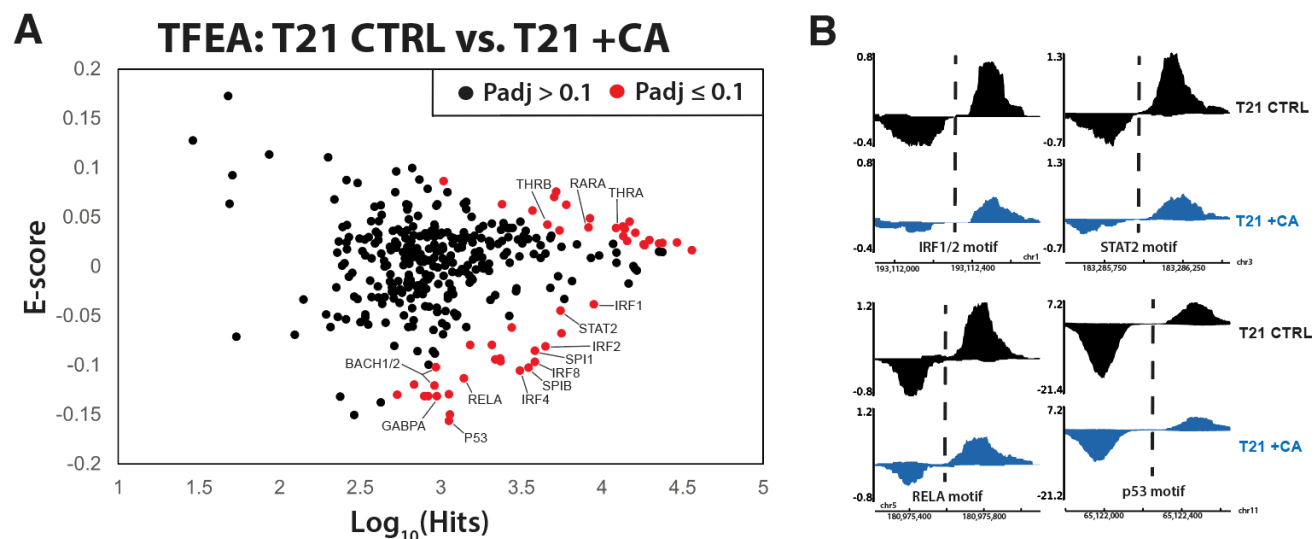 A
TFEA: T21 CTRL vs. T21 +CA
E-score
0.2
0.15
0.1
0.05
0
-0.05
-0.1
-0.15
-0.2
Padj > 0.1
Padj ≤ 0.1
THRB
RARA
THRA
IRF1
STAT2
IRF2
SPI1
IRF8
SPIB
IRF4
BACH1/2
RELA
GABPA
P53
1
1.5
2
2.5
3
3.5
4
4.5
5
Log10(Hits)
B
0.8
-0.4
1.3
-0.7
T21 CTRL
0.8
-0.4
1.3
-0.7
T21 +CA
IRF1/2 motif
STAT2 motif
193,112,000
193,112,400
chr1
183,285,750
183,286,250
chr3
1.2
-0.8
7.2
-21.4
T21 CTRL
1.2
-0.8
7.2
-21.2
T21 +CA
RELA motif
p53 motif
chr5
180,975,400
180,975,800
65,122,000
65,122,400
chr11